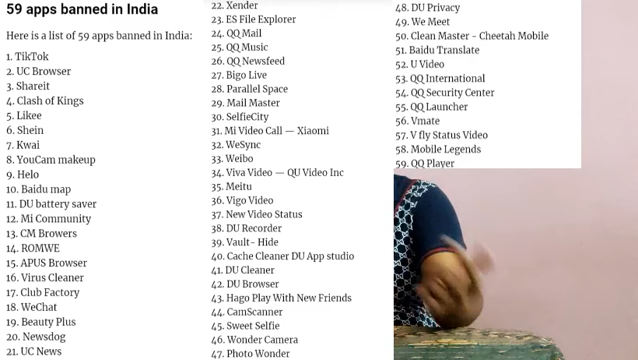 59 apps banned in India
Here is a list of 59 apps banned in India:
1. TikTok
2. UC Browser
3. Shareit
4. Clash of Kings
5. Likee
6. Shein
7. Kwai
8. YouCam makeup
9. Helo
10. Baidu map
11. DU battery saver
12. Mi Community
13. CM Browers
14. ROMWE
15. APUS Browser
16. Virus Cleaner
17. Club Factory
18. WeChat
19. Beauty Plus
20. Newsdog
21. UC News
22. Xender
23. ES File Explorer
24. QQ Mail
25. QQ Music
26. QQ Newsfeed
27. Bigo Live
28. Parallel Space
29. Mail Master
30. SelfieCity
31. Mi Video Call — Xiaomi
32. WeSync
33. Weibo
34. Viva Video — QU Video Inc
35. Meitu
36. Vigo Video
37. New Video Status
38. DU Recorder
39. Vault- Hide
40. Cache Cleaner DU App studio
41. DU Cleaner
42. DU Browser
43. Hago Play With New Friends
44. CamScanner
45. Sweet Selfie
46. Wonder Camera
47. Photo Wonder
48. DU Privacy
49. We Meet
50. Clean Master - Cheetah Mobile
51. Baidu Translate
52. U Video
53. QQ International
54. QQ Security Center
55. QQ Launcher
56. Vmate
57. V fly Status Video
58. Mobile Legends
59. QQ Player